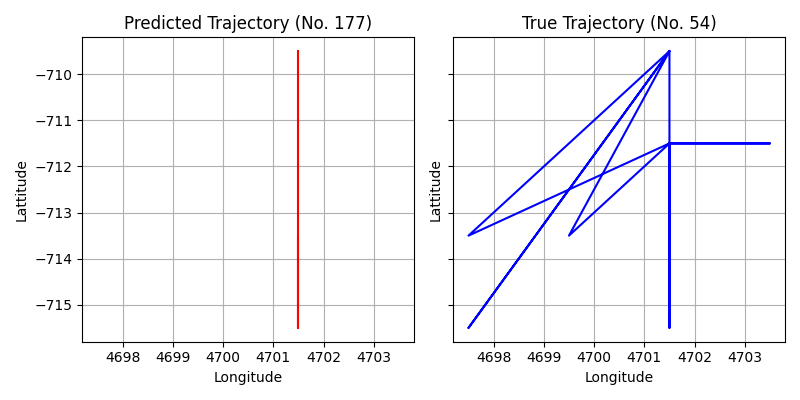 Predicted Trajectory (No. 177)
Lattitude
−710
−711
−712
−713
−714
−715
4698 4699 4700 4701 4702 4703
Longitude
True Trajectory (No. 54)
Lattitude
4698 4699 4700 4701 4702 4703
Longitude